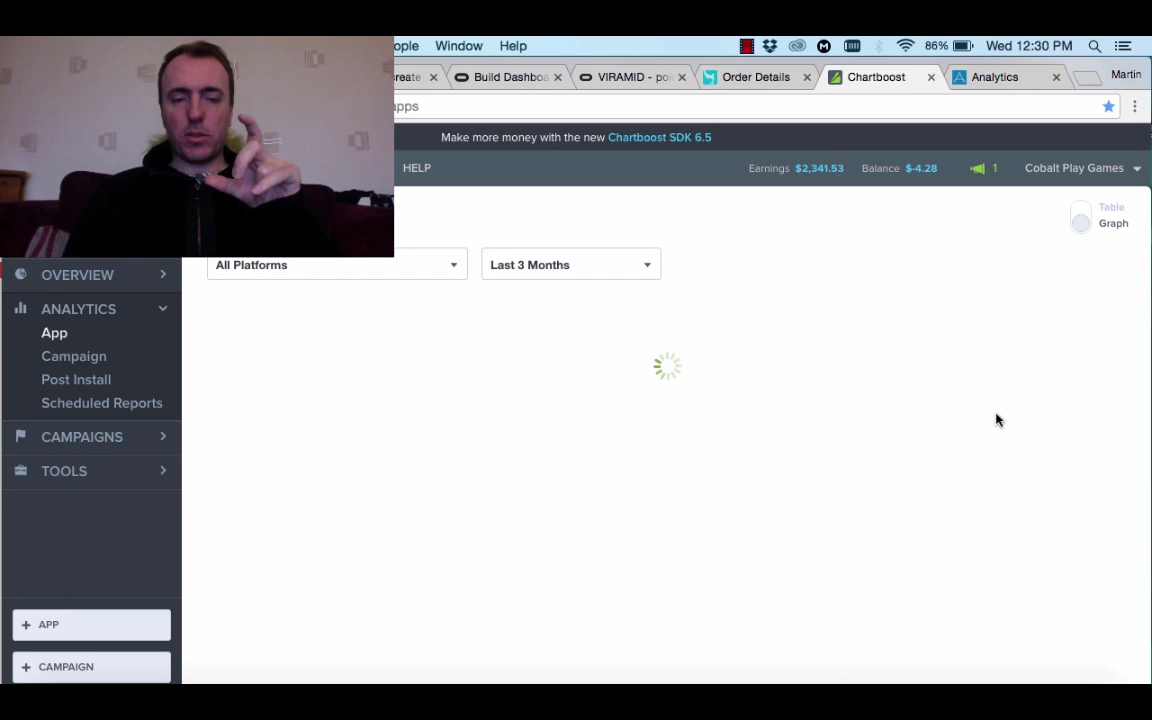 ople Window Help 86% Wed 12:30 PM
create Build Dashboa VIRAMID - poi Order Details Chartboost Analytics Martin
apps
Make more money with the new Chartboost SDK 6.5
HELP Earnings $2,341.53 Balance $-4.28 1 Cobalt Play Games
Table
Graph
All Platforms Last 3 Months
OVERVIEW
ANALYTICS
App
Campaign
Post Install
Scheduled Reports
CAMPAIGNS
TOOLS
+ APP
+ CAMPAIGN